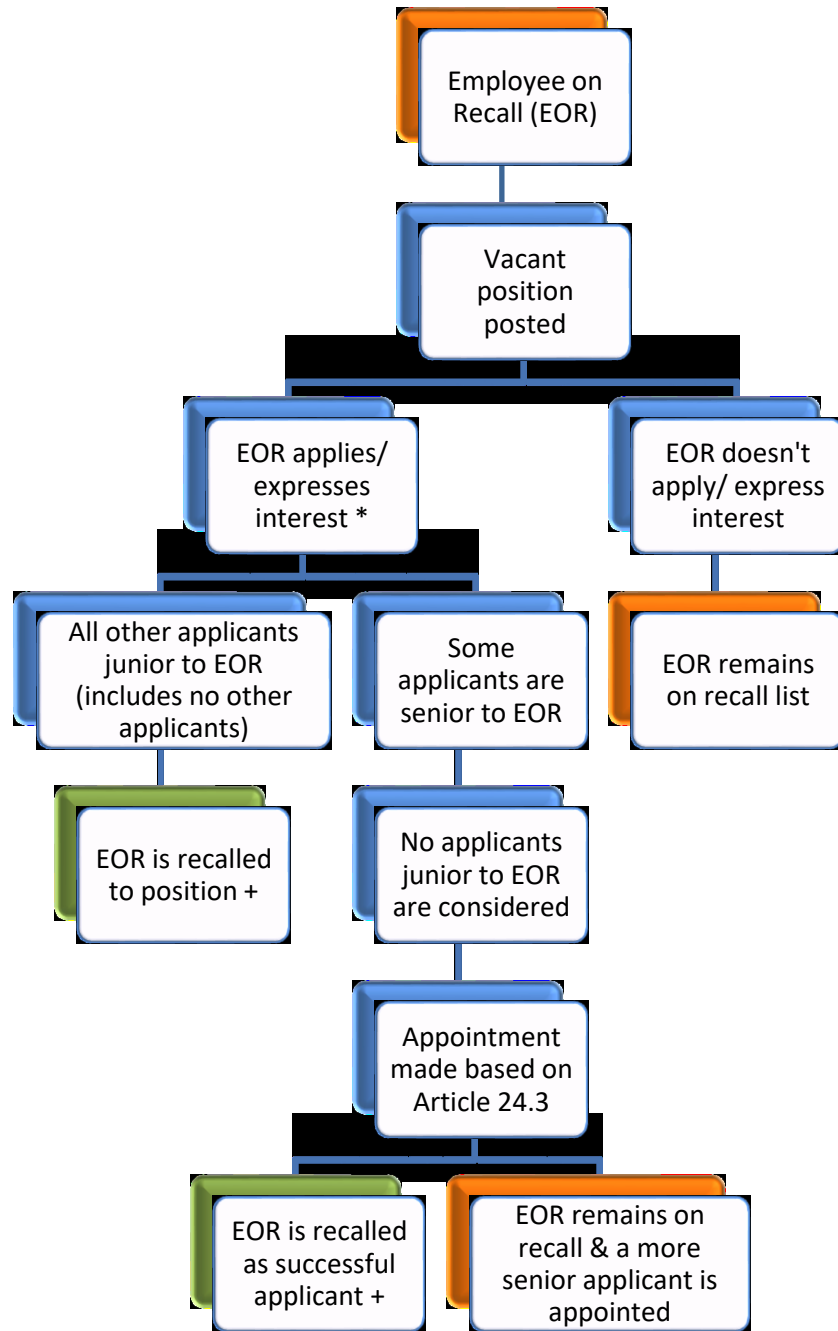 Employee on
Recall (EOR)
Vacant
position
posted
EOR applies/
expresses
interest *
EOR doesn't
apply/ express
interest
All other applicants
junior to EOR
(includes no other
applicants)
Some
applicants are
senior to EOR
EOR remains
on recall list
EOR is recalled
to position +
No applicants
junior to EOR
are considered
Appointment
made based on
Article 24.3
EOR is recalled
as successful
applicant +
EOR remains on
recall & a more
senior applicant is
appointed